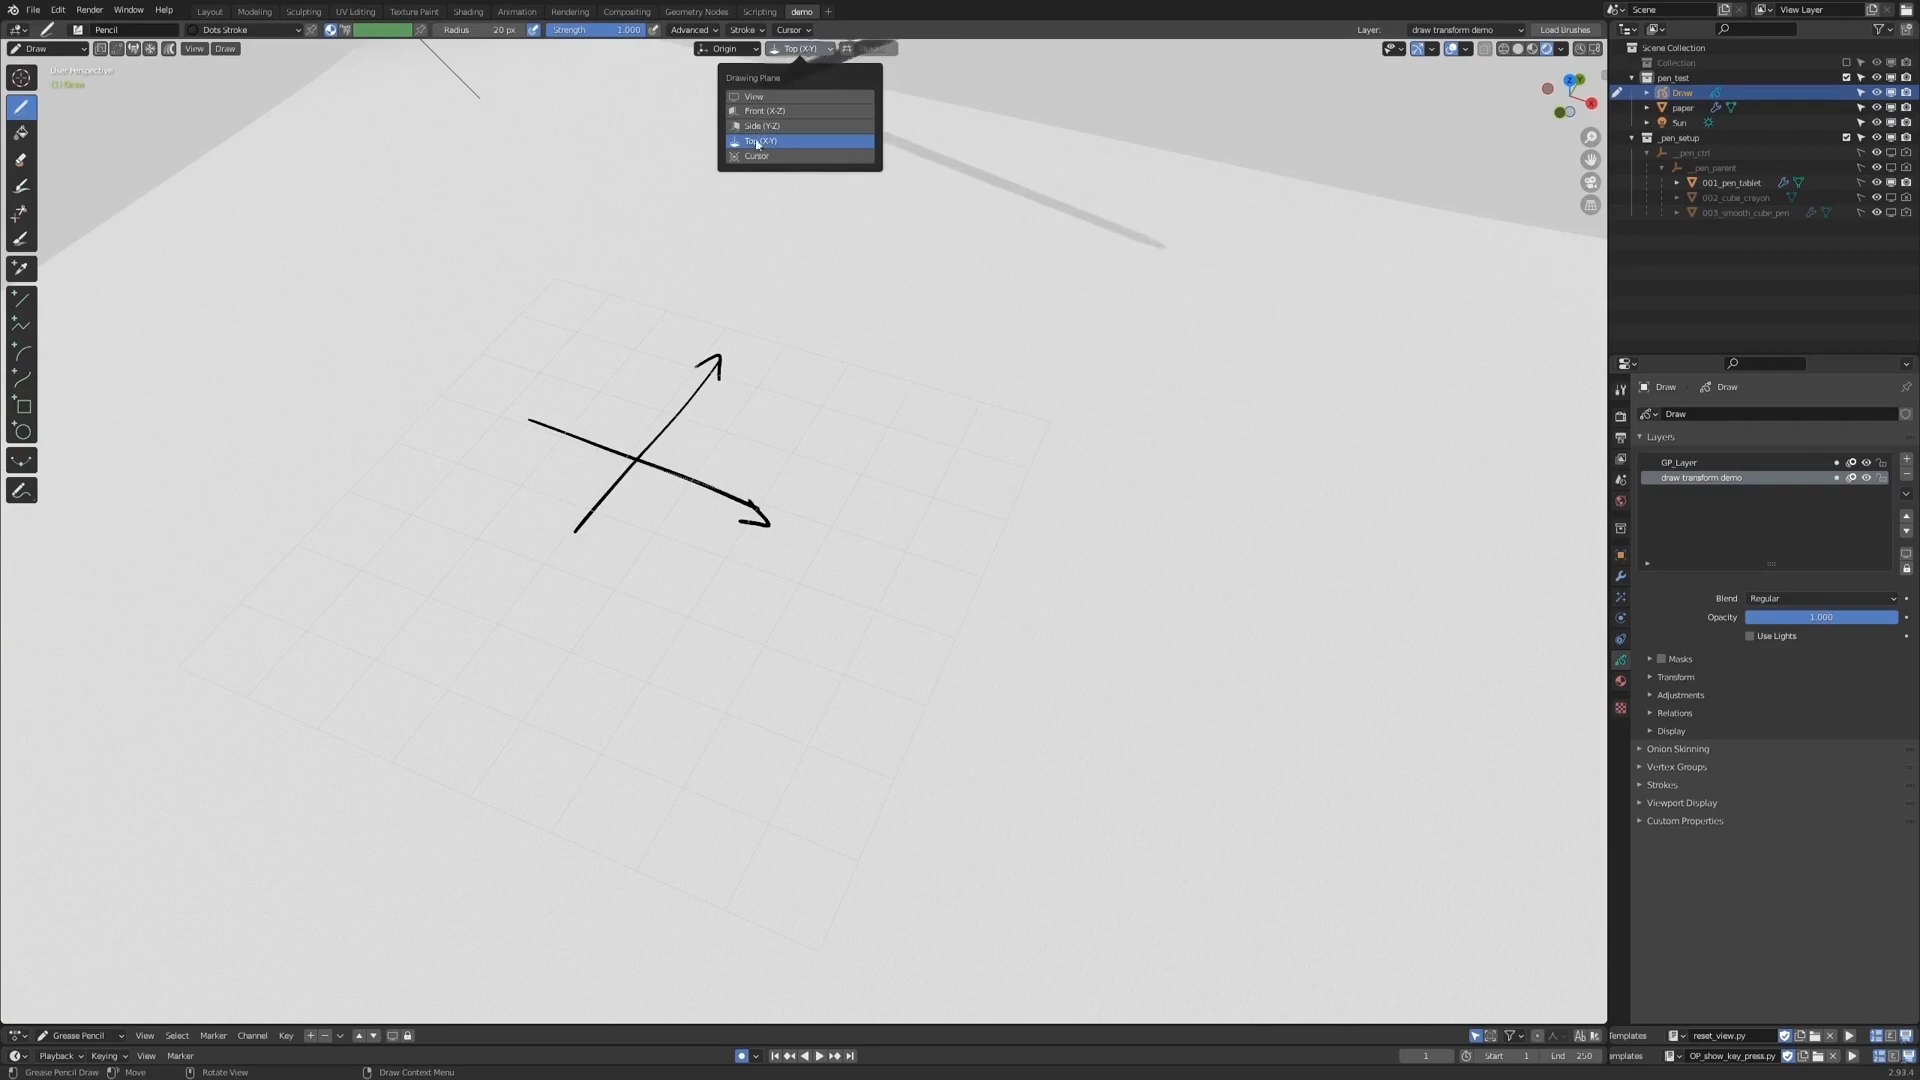 File Edit Render Window Help Layout Modeling Sculpting UV Editing Texture Paint Shading Animation Rendering Compositing Geometry Nodes Scripting demo + Scene View Layer
Pencil Dots Stroke Radius 20 px Strength 1.000 Advanced Stroke Cursor Layer: draw transform demo Load Brushes
Draw View Draw Origin Top (X-Y)
User Perspective
(1) Draw
Drawing Plane
View
Front (X-Z)
Side (Y-Z)
Top (X-Y)
Cursor
Z
Y
X
Scene Collection
Collection
pen_test
Draw
paper
Sun
_pen_setup
__pen_ctrl
__pen_parent
001_pen_tablet
002_cube_crayon
003_smooth_cube_pen
Draw Draw
Draw
Layers
GP_Layer
draw transform demo
Blend Regular
Opacity 1.000
Use Lights
Masks
Transform
Adjustments
Relations
Display
Onion Skinning
Vertex Groups
Strokes
Viewport Display
Custom Properties
Grease Pencil View Select Marker Channel Key emplates reset_view.py
Playback Keying View Marker 1 Start 1 End 250 emplates OP_show_key_press.py
Grease Pencil Draw Move Rotate View Draw Context Menu 2.93.4